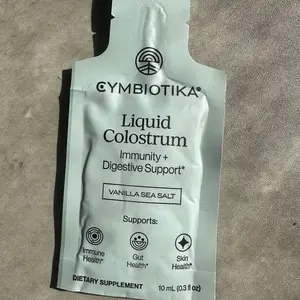 CYMBIOTIKA®
Liquid
Colostrum
Immunity +
Digestive Support*
VANILLA SEA SALT
Supports:
Immune Health*
Gut Health*
Skin Health*
DIETARY SUPPLEMENT 10 mL (0.3 fl oz)